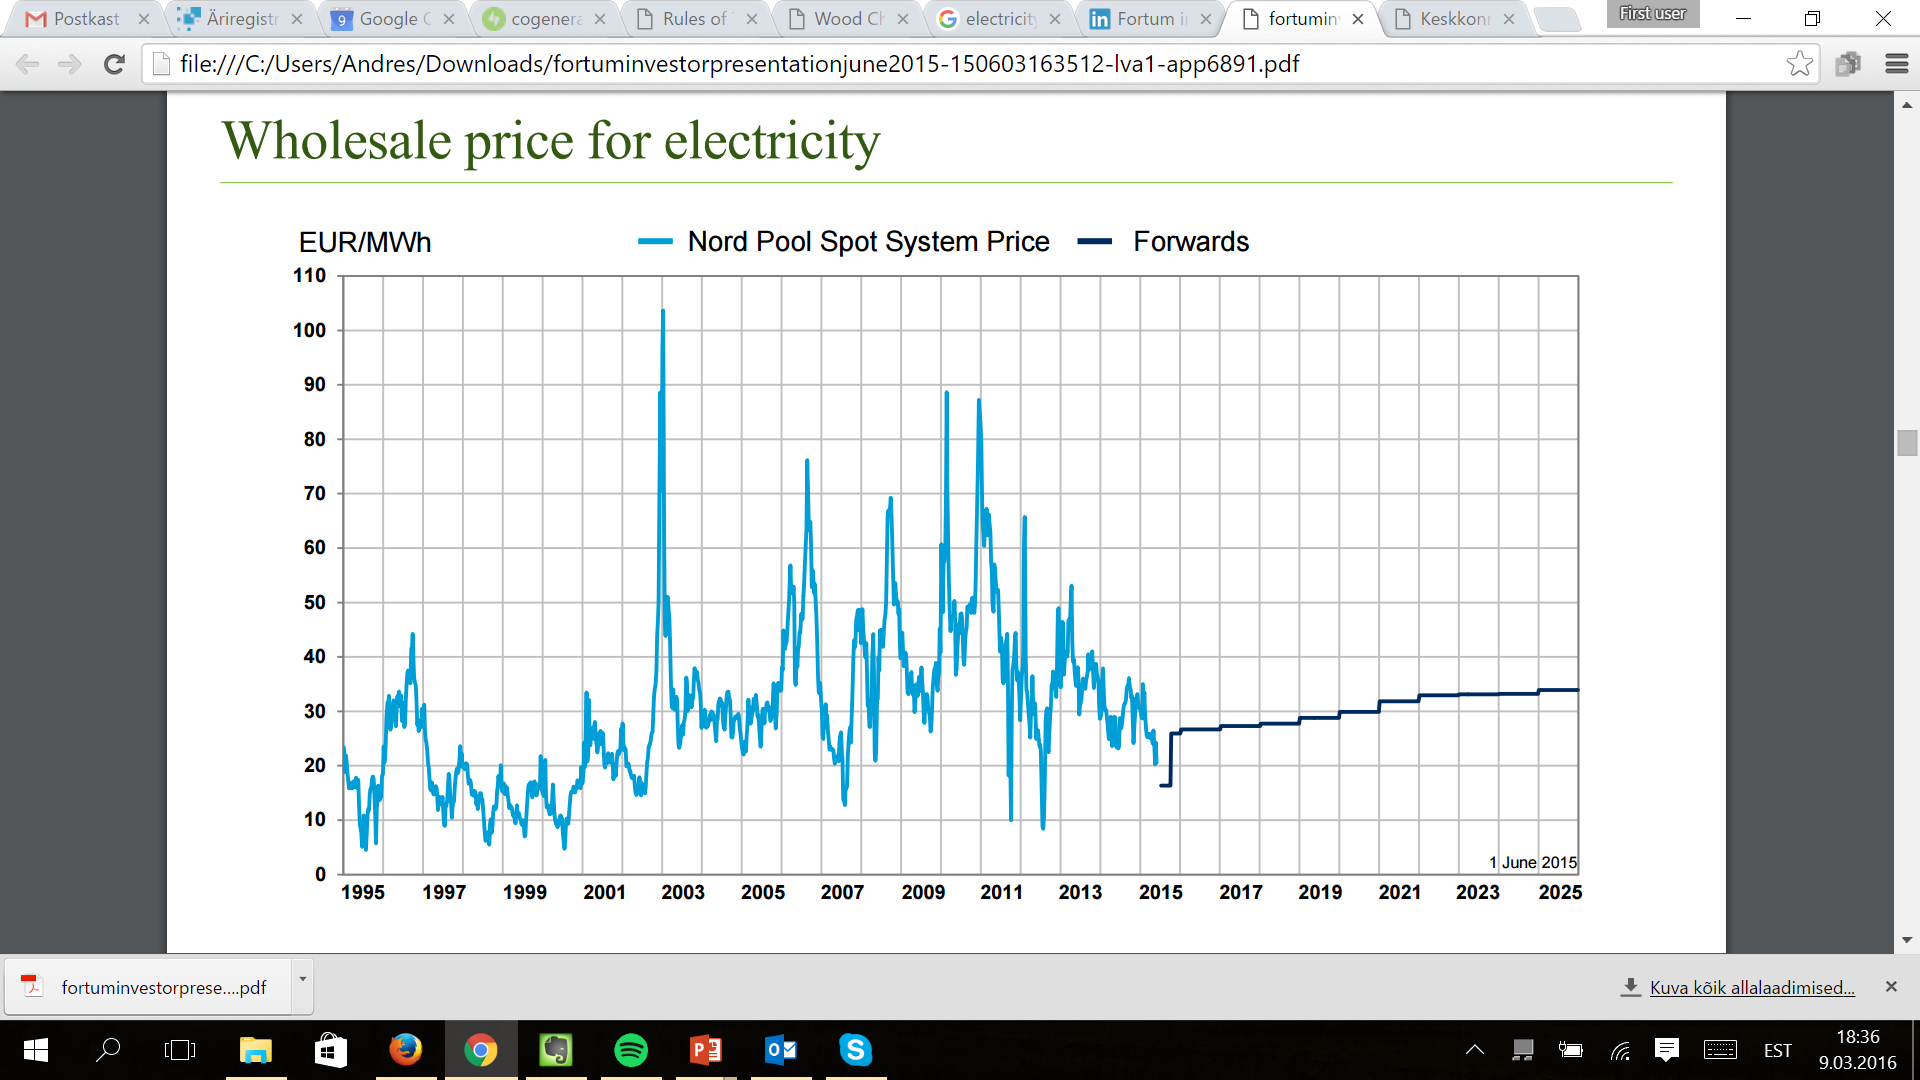 Postkast
Äriregistr
Google C
cogenera
Rules of
Wood Ch
electricity
Fortum i
fortumin
Keskkon
First user
file:///C:/Users/Andres/Downloads/fortuminvestorpresentationjune2015-150603163512-lva1-app6891.pdf
Wholesale price for electricity
EUR/MWh
Nord Pool Spot System Price
Forwards
110
100
90
80
70
60
50
40
30
20
10
0
1 June 2015
1995 1997 1999 2001 2003 2005 2007 2009 2011 2013 2015 2017 2019 2021 2023 2025
fortuminvestorprese....pdf
Kuva kõik allalaadimised...
EST
18:36
9.03.2016